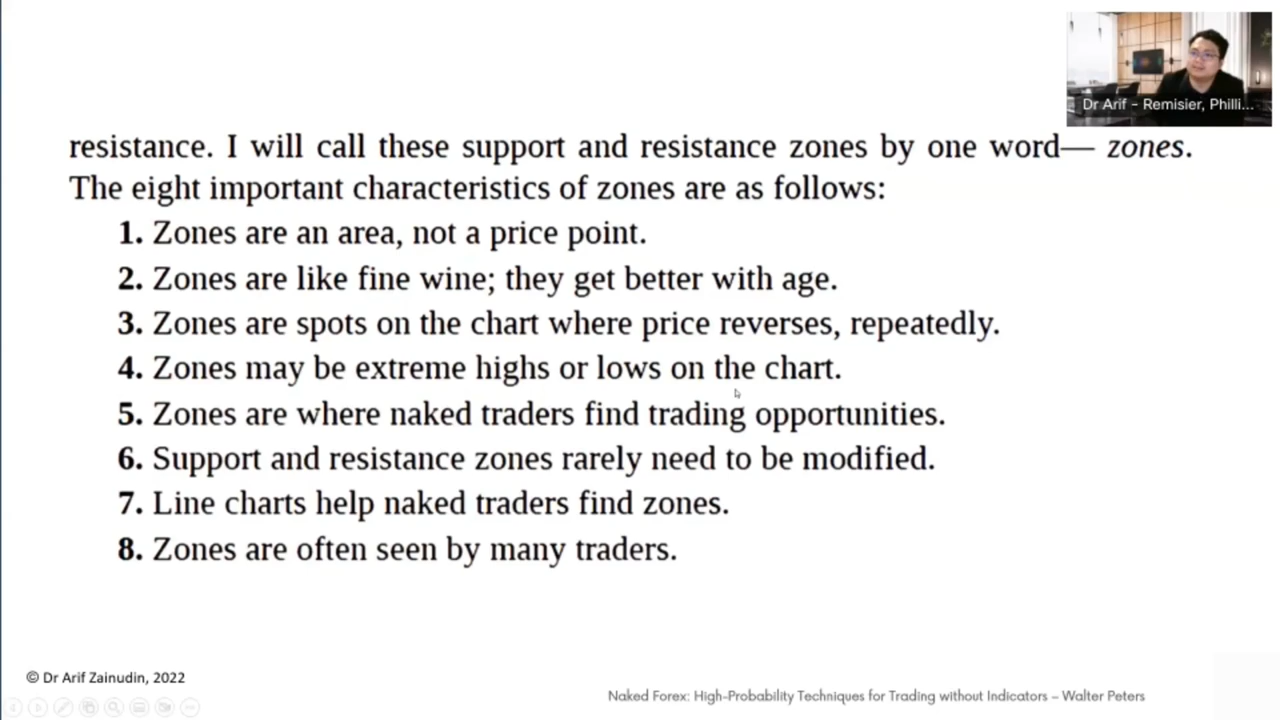 Dr Arif - Remisier, Philli...
resistance. I will call these support and resistance zones by one word— zones.
The eight important characteristics of zones are as follows:
1. Zones are an area, not a price point.
2. Zones are like fine wine; they get better with age.
3. Zones are spots on the chart where price reverses, repeatedly.
4. Zones may be extreme highs or lows on the chart.
5. Zones are where naked traders find trading opportunities.
6. Support and resistance zones rarely need to be modified.
7. Line charts help naked traders find zones.
8. Zones are often seen by many traders.
© Dr Arif Zainudin, 2022
Naked Forex: High-Probability Techniques for Trading without Indicators – Walter Peters